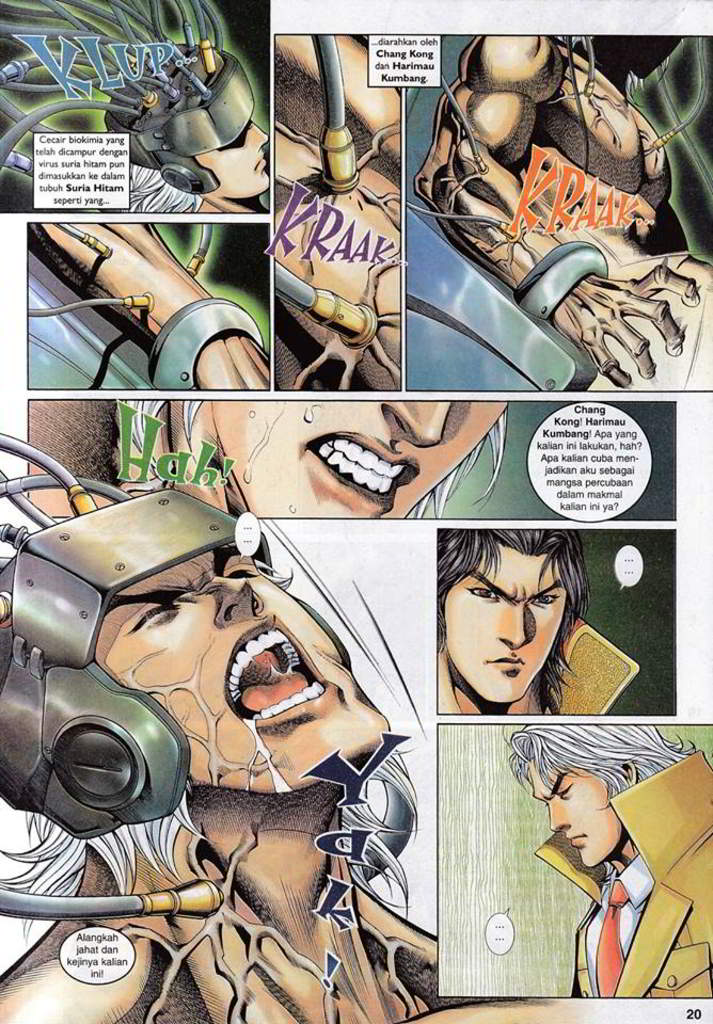 KLUP...
Cecair biokimia yang
telah dicampur dengan
virus suria hitam pun
dimasukkan ke dalam
tubuh Suria Hitam
seperti yang...
...diarahkan oleh
Chang Kong
dan Harimau
Kumbang.
KRAAK...
KRAAK...
Hah!
Chang
Kong! Harimau
Kumbang! Apa yang
kalian lakukan, hah?
Apa kalian cuba men-
jadikan aku sebagai
mangsa percubaan
dalam makmal
kalian ini ya?
...
...
...
...
Yakk!
Alangkah
jahat dan
kejinya kalian
ini!
...
...
20